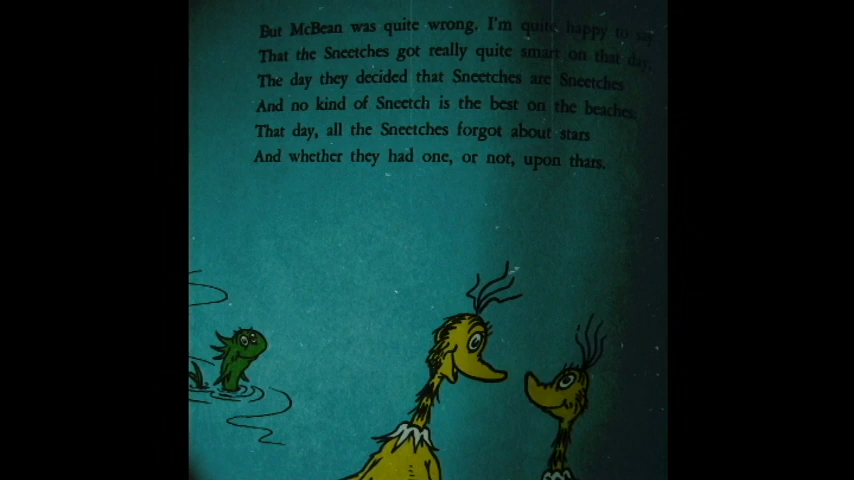 But McBean was quite wrong. I'm quite happy to say
That the Sneetches got really quite smart on that day,
The day they decided that Sneetches are Sneetches
And no kind of Sneetch is the best on the beaches.
That day, all the Sneetches forgot about stars
And whether they had one, or not, upon thars.